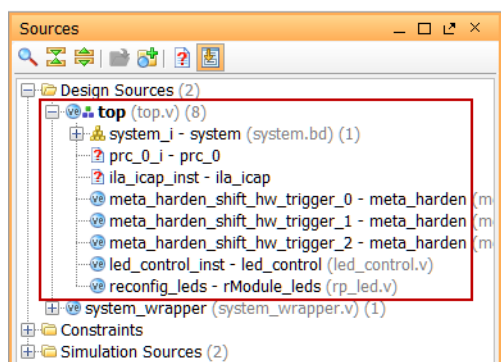 Sources
Design Sources (2)
top (top.v) (8)
system_i - system (system.bd) (1)
prc_0_i - prc_0
ila_icap_inst - ila_icap
meta_harden_shift_hw_trigger_0 - meta_harden (m
meta_harden_shift_hw_trigger_1 - meta_harden (m
meta_harden_shift_hw_trigger_2 - meta_harden (m
led_control_inst - led_control (led_control.v)
reconfig_leds - rModule_leds (rp_led.v)
system_wrapper (system_wrapper.v) (1)
Constraints
Simulation Sources (2)